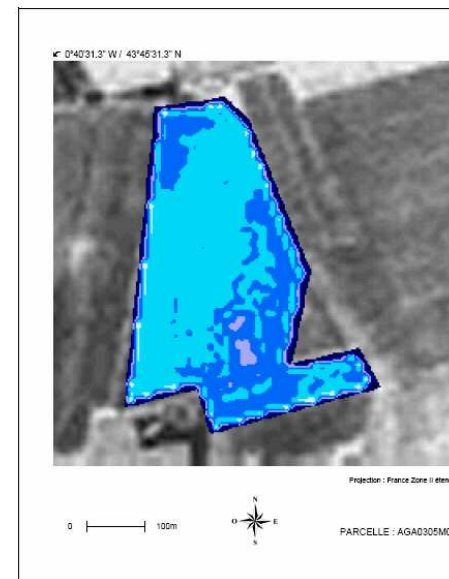 0°40'31.3" W / 43°45'31.3" N
Projection : France Zone II éten
N
0 100m
O E
S
PARCELLE : AGA0305M0